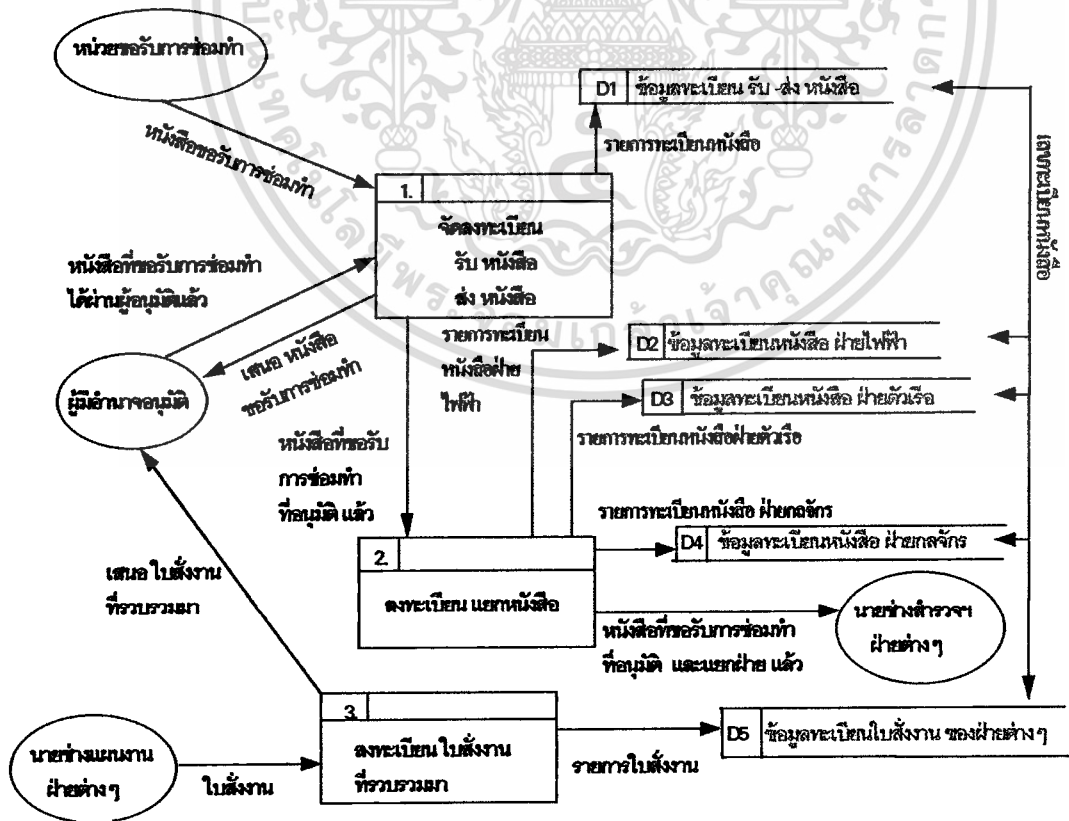 หน่วยขอรับการซ่อมทำ
D1 ข้อมูลทะเบียน รับ -ส่ง หนังสือ
หนังสือขอรับการซ่อมทำ
รายการทะเบียนหนังสือ
เลขทะเบียนหนังสือ
1.
จัดลงทะเบียน
รับ หนังสือ
ส่ง หนังสือ
หนังสือที่ขอรับการซ่อมทำ
ได้ผ่านผู้อนุมัติแล้ว
เสนอ หนังสือ
ขอรับการซ่อมทำ
รายการทะเบียน
หนังสือฝ่าย
ไฟฟ้า
D2 ข้อมูลทะเบียนหนังสือ ฝ่ายไฟฟ้า
ผู้มีอำนาจอนุมัติ
D3 ข้อมูลทะเบียนหนังสือ ฝ่ายตัวเรือ
รายการทะเบียนหนังสือฝ่ายตัวเรือ
หนังสือที่ขอรับ
การซ่อมทำ
ที่อนุมัติ แล้ว
รายการทะเบียนหนังสือ ฝ่ายกลจักร
D4 ข้อมูลทะเบียนหนังสือ ฝ่ายกลจักร
2.
ลงทะเบียน แยกหนังสือ
เสนอ ใบสั่งงาน
ที่รวบรวมมา
นายช่างสำรวจฯ
ฝ่ายต่าง ๆ
หนังสือที่ขอรับการซ่อมทำ
ที่อนุมัติ และแยกฝ่าย แล้ว
3.
ลงทะเบียน ใบสั่งงาน
ที่รวบรวมมา
D5 ข้อมูลทะเบียนใบสั่งงาน ของฝ่ายต่าง ๆ
รายการใบสั่งงาน
นายช่างแผนงาน
ฝ่ายต่าง ๆ
ใบสั่งงาน
พระจอมเกล้าเจ้าคุณทหารลาดก